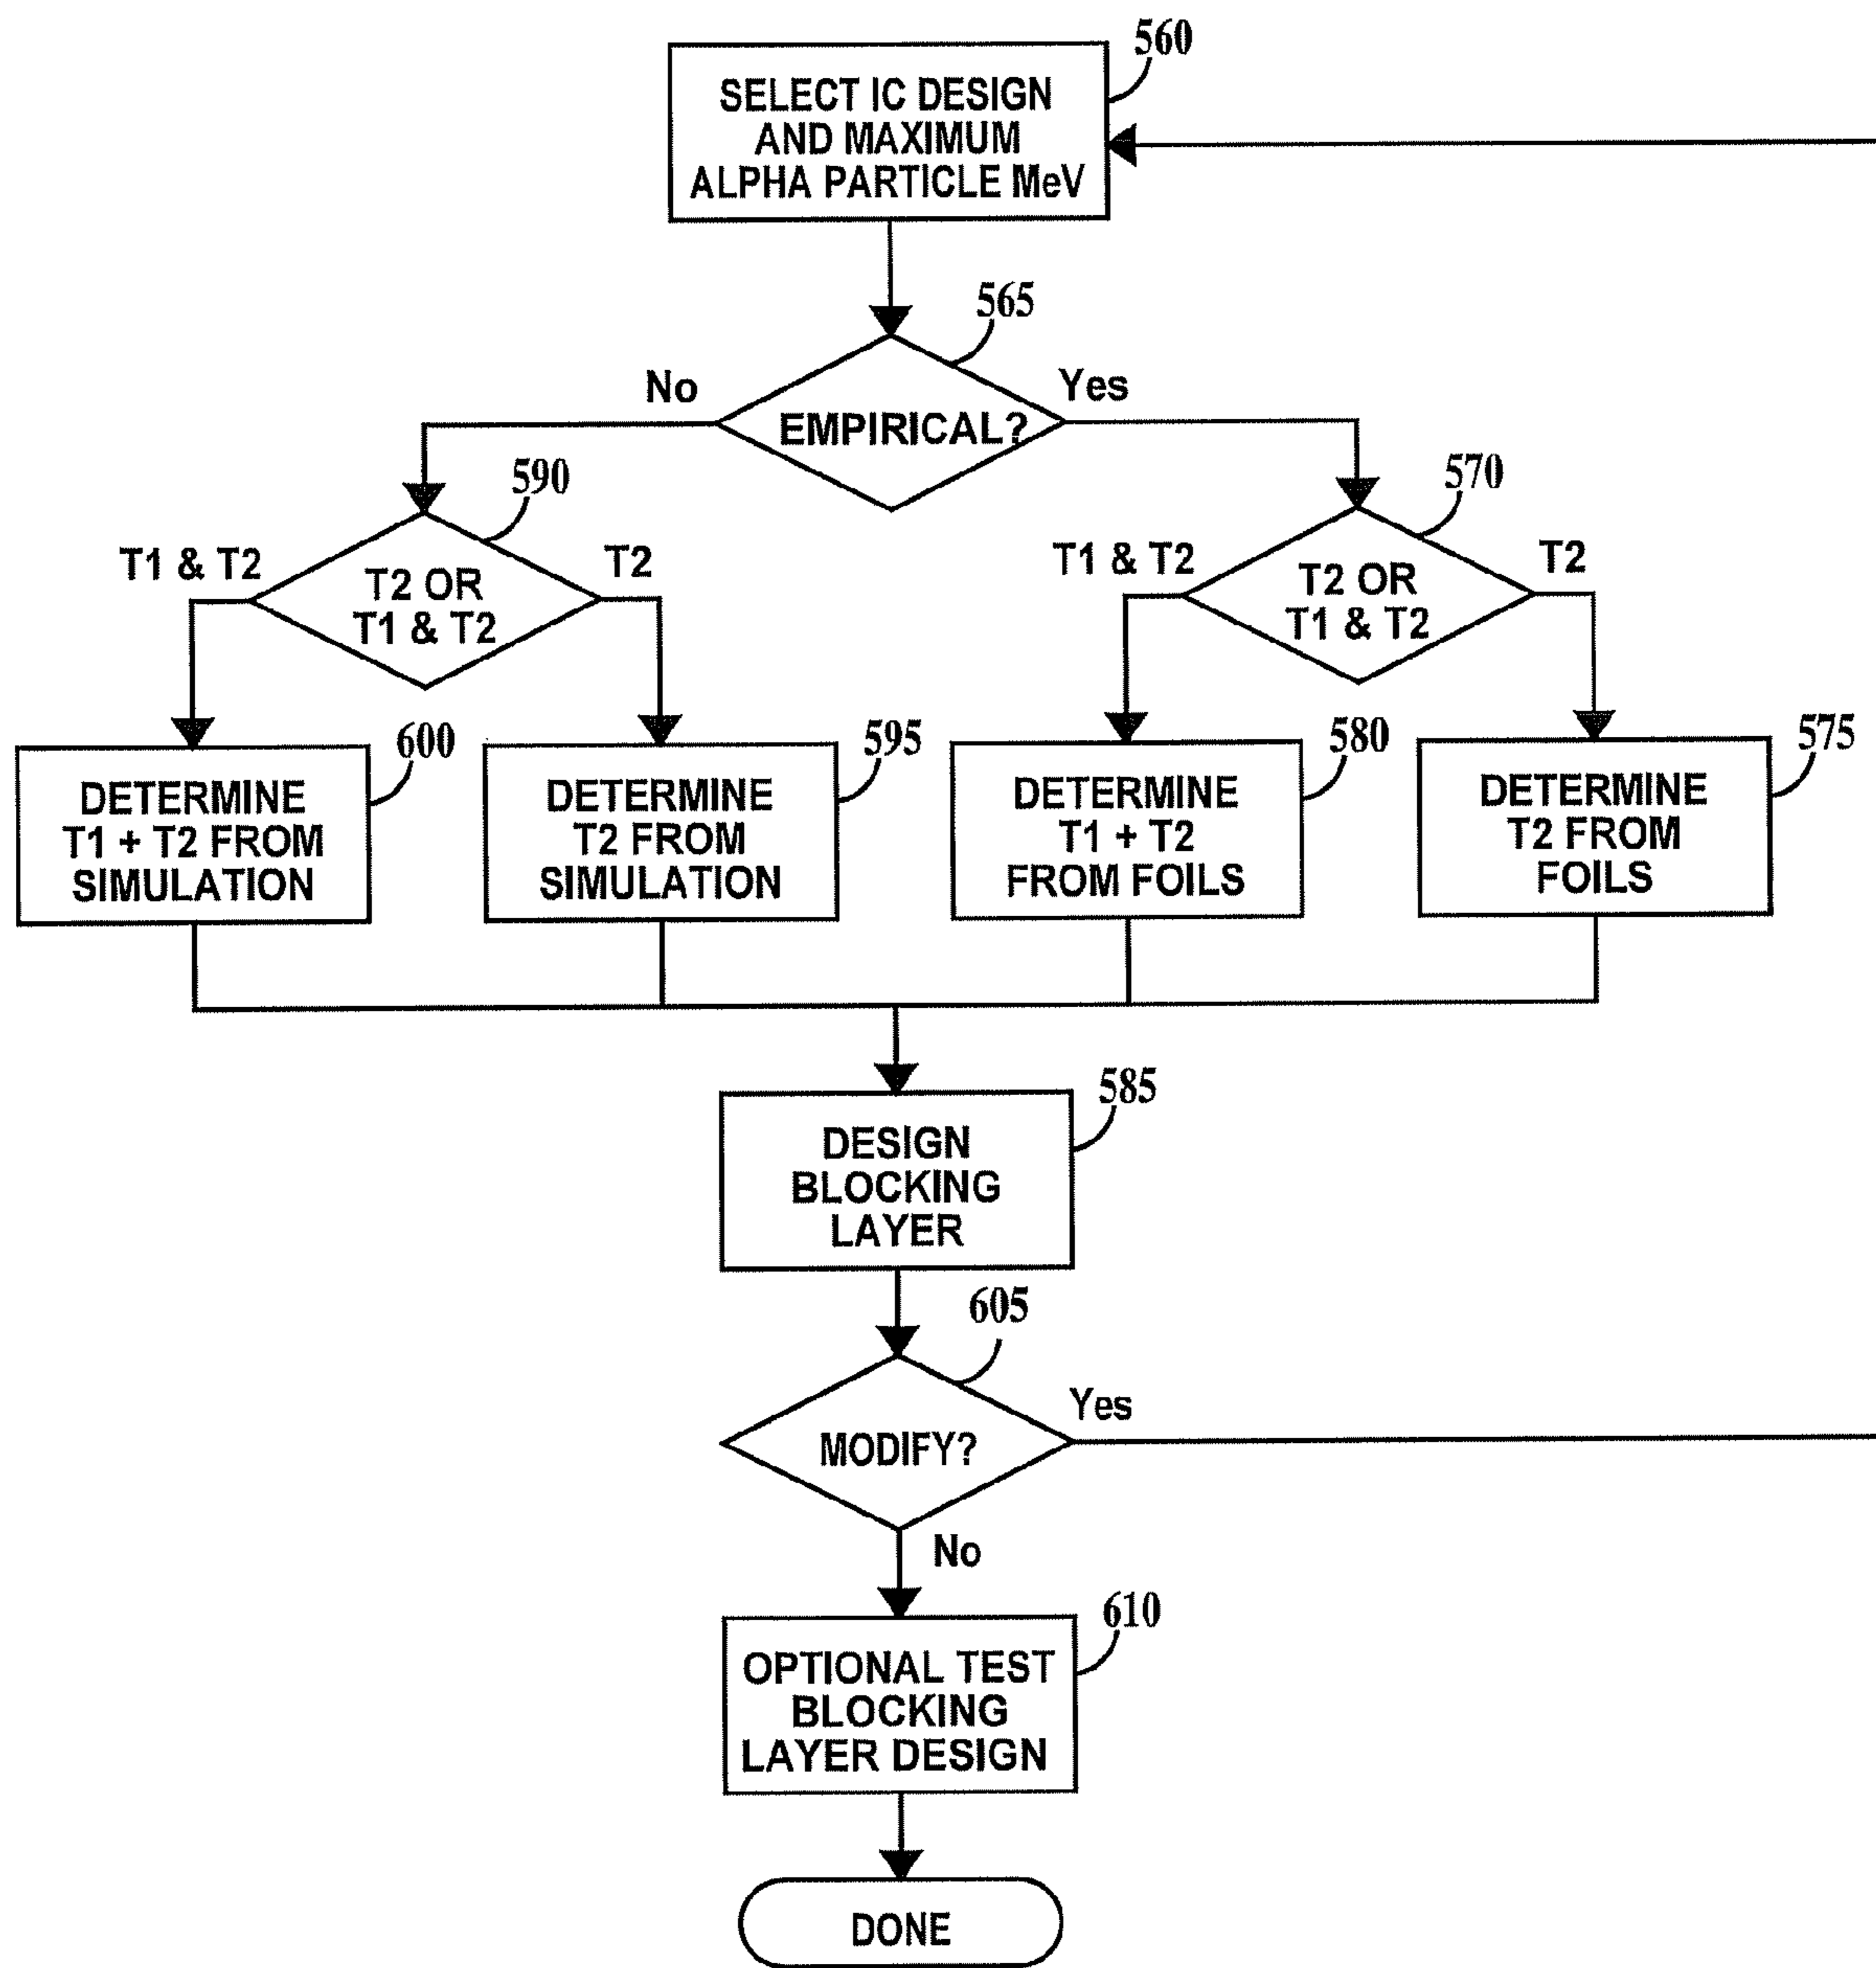 560
SELECT IC DESIGN
AND MAXIMUM
ALPHA PARTICLE MeV
565
No
Yes
EMPIRICAL?
590
570
T1 & T2
T2 OR
T1 & T2
T2
T1 & T2
T2 OR
T1 & T2
T2
600
DETERMINE
T1 + T2 FROM
SIMULATION
595
DETERMINE
T2 FROM
SIMULATION
580
DETERMINE
T1 + T2
FROM FOILS
575
DETERMINE
T2 FROM
FOILS
585
DESIGN
BLOCKING
LAYER
605
MODIFY?
Yes
No
610
OPTIONAL TEST
BLOCKING
LAYER DESIGN
DONE